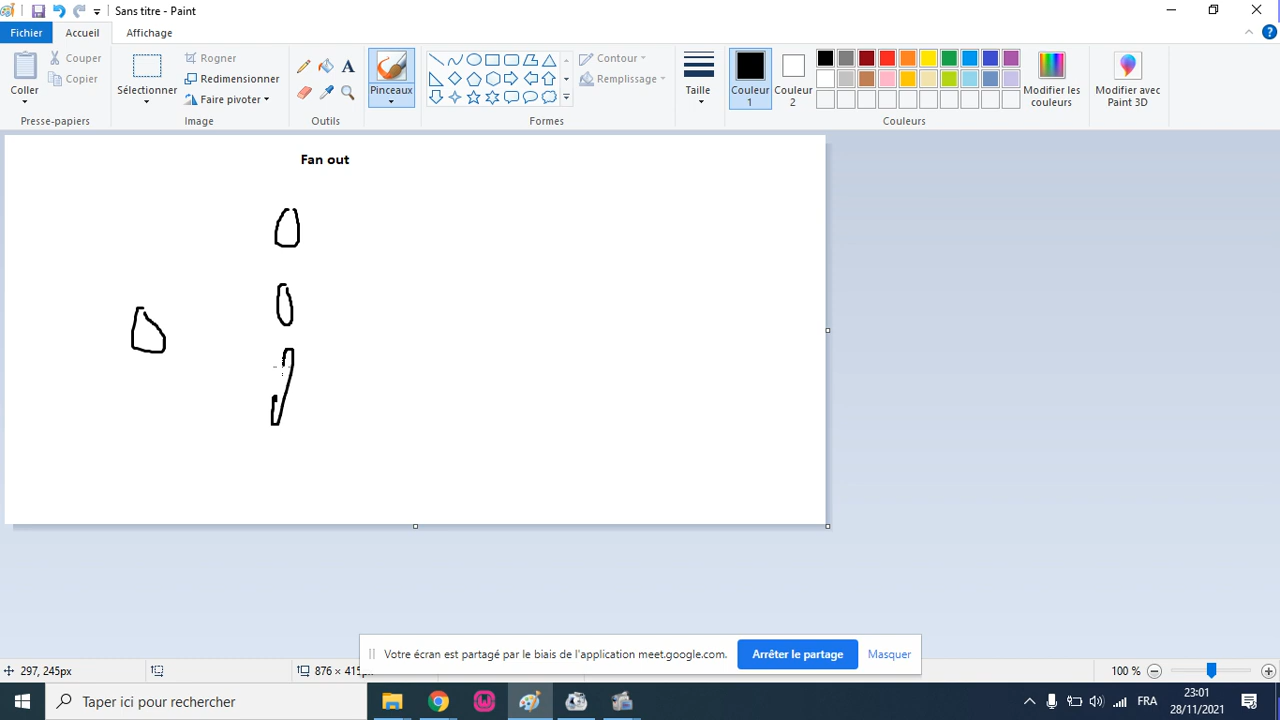 Sans titre - Paint
Fichier Accueil Affichage
Coller
Couper
Copier
Presse-papiers
Sélectionner
Rogner
Redimensionner
Faire pivoter
Image
A
Outils
Pinceaux
Contour
Remplissage
Formes
Taille
Couleur 1
Couleur 2
Modifier les couleurs
Couleurs
Modifier avec Paint 3D
Fan out
Votre écran est partagé par le biais de l'application meet.google.com. Arrêter le partage Masquer
297, 245px 876 × 415px 100 %
Taper ici pour rechercher
FRA
23:01
28/11/2021